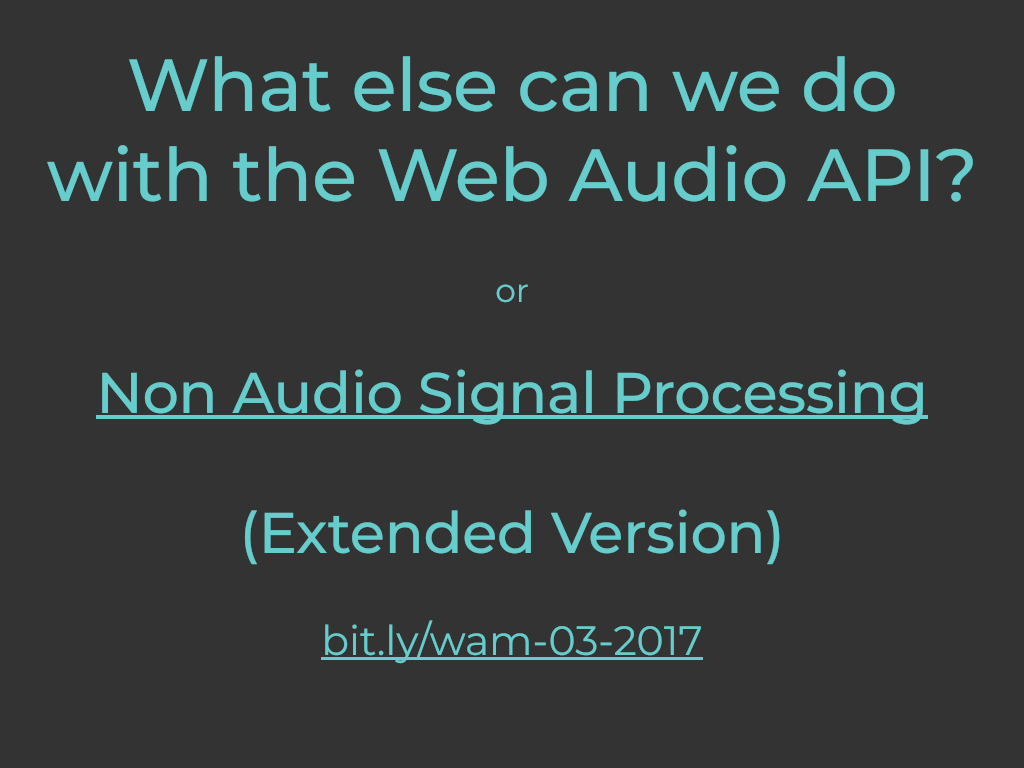 What else can we do
with the Web Audio API?
or
Non Audio Signal Processing
(Extended Version)
bit.ly/wam-03-2017